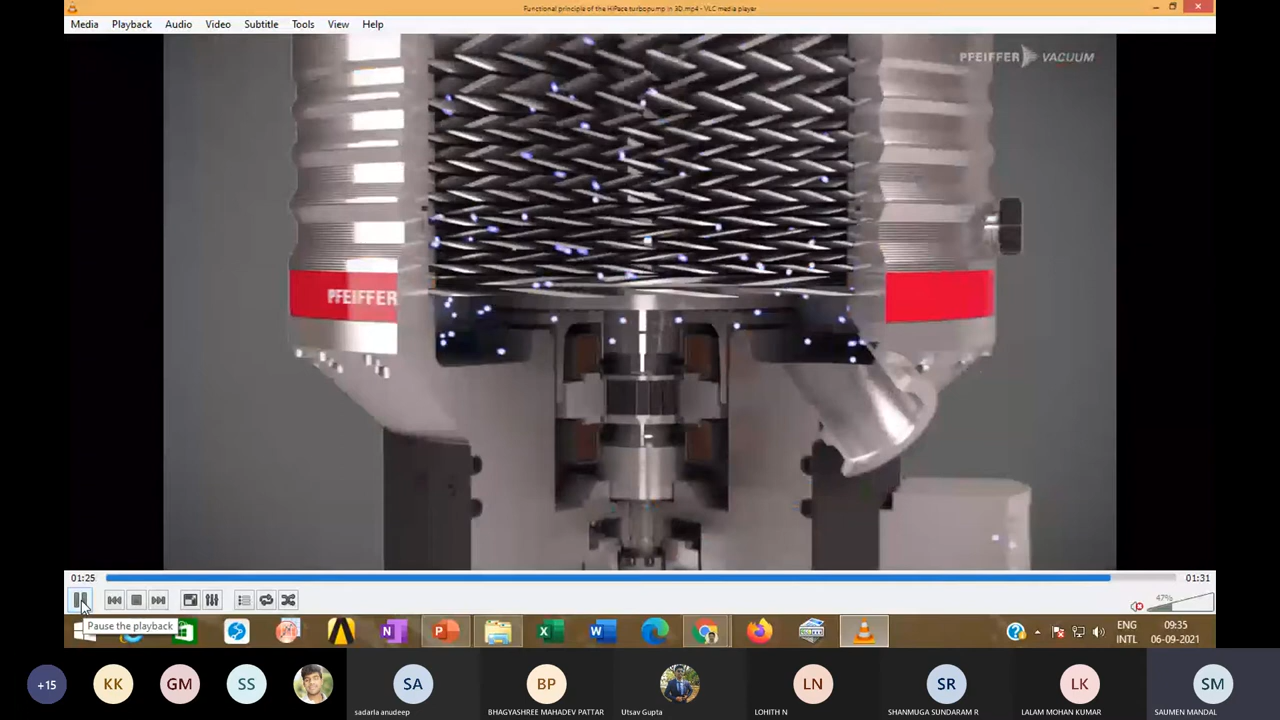 Functional principle of the HiPace turbopump in 3D.mp4 - VLC media player
Media Playback Audio Video Subtitle Tools View Help
PFEIFFER VACUUM
PFEIFFER
01:25
01:31
47%
Pause the playback
N
P
X
W
ENG
INTL
09:35
06-09-2021
+15
KK
GM
SS
SA
BP
LN
SR
LK
SM
sadarla anudeep
BHAGYASHREE MAHADEV PATTAR
Utsav Gupta
LOHITH N
SHANMUGA SUNDARAM R
LALAM MOHAN KUMAR
SAUMEN MANDAL